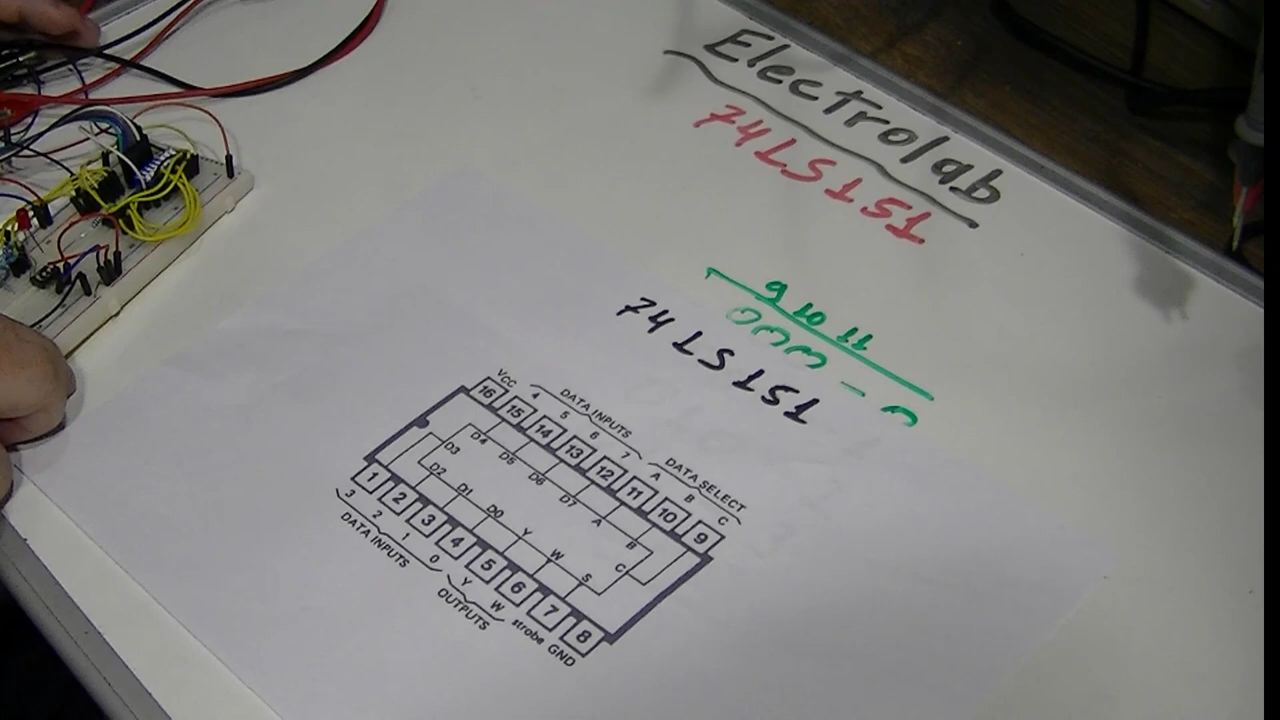 Electrolab
74LS151
9 10 11
74LS151
Vcc DATA INPUTS DATA SELECT
4 5 6 7 A B C
16 15 14 13 12 11 10 9
D4 D5 D6 D7 A B
D3 C
D2 D1 D0 Y W S
1 2 3 4 5 6 7 8
3 2 1 0 Y W strobe GND
DATA INPUTS OUTPUTS